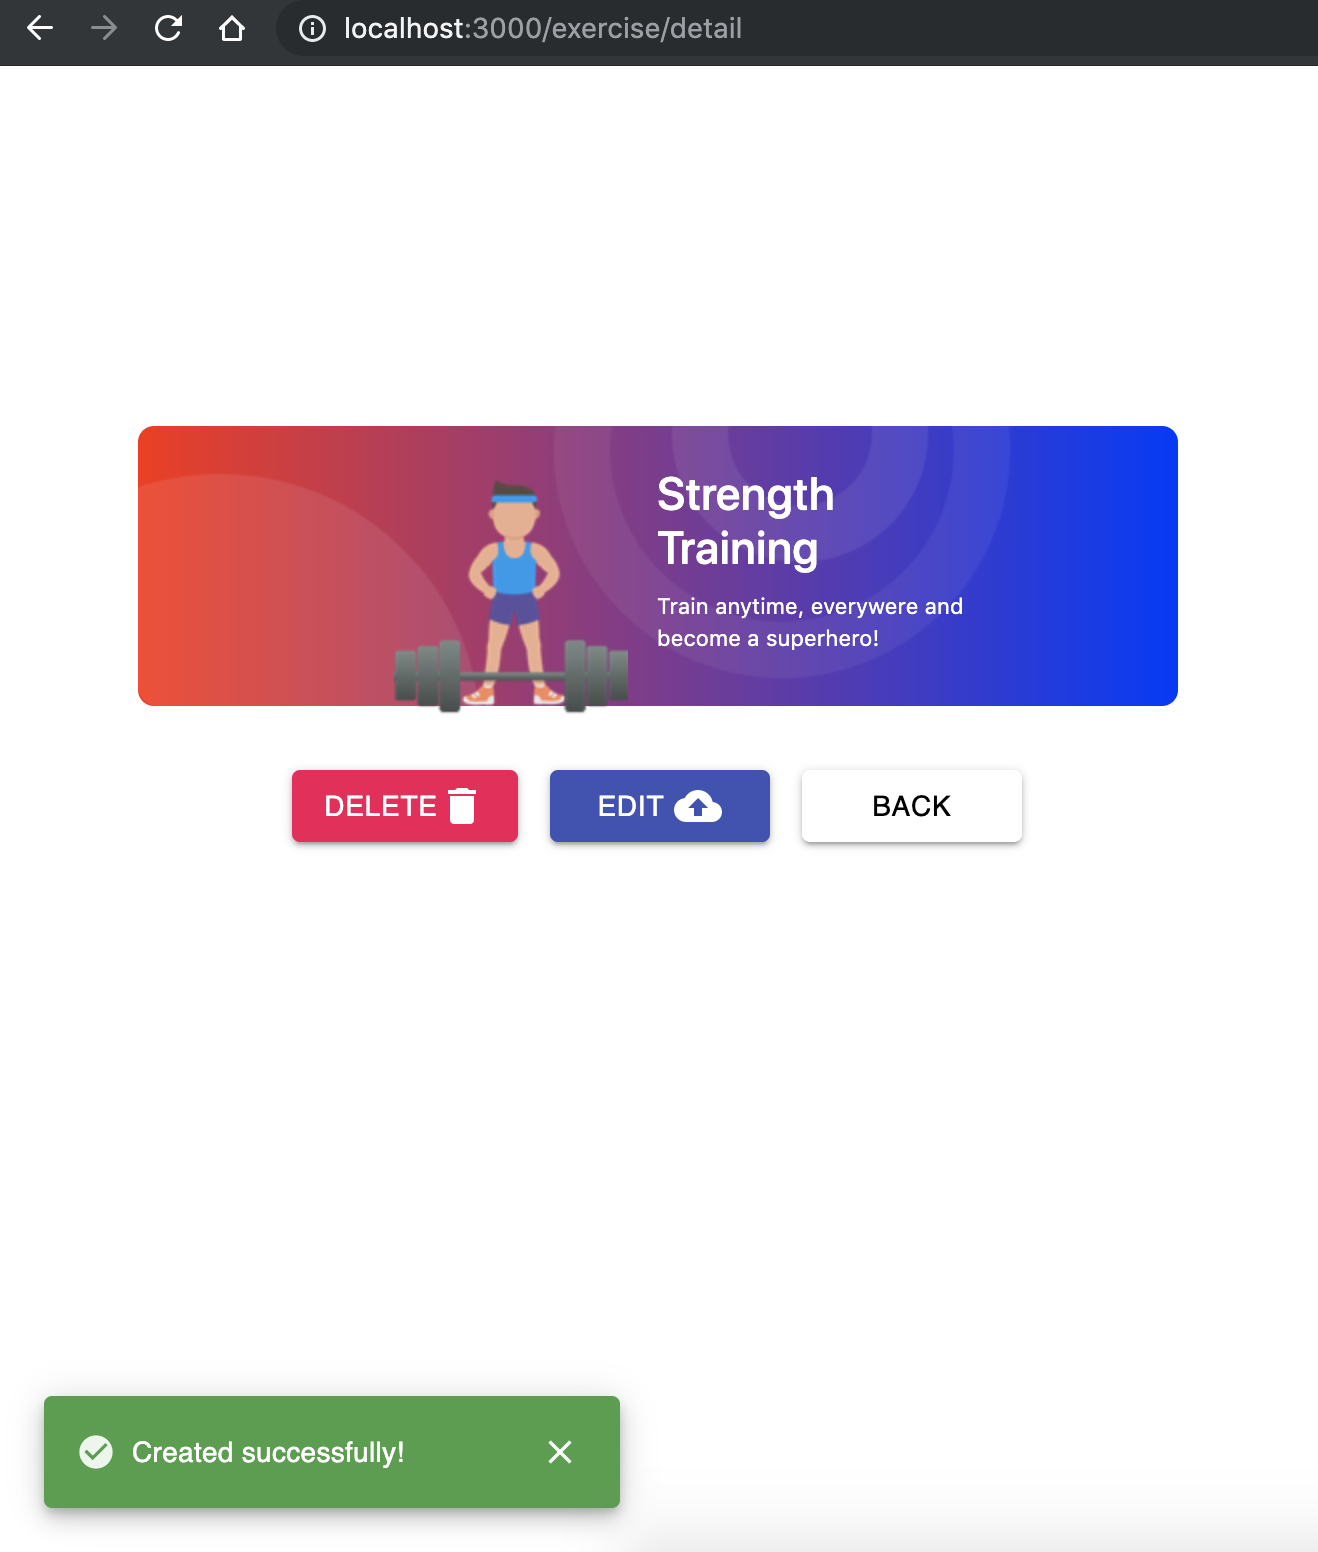 localhost:3000/exercise/detail
Strength
Training
Train anytime, everywere and
become a superhero!
DELETE
EDIT
BACK
Created successfully!